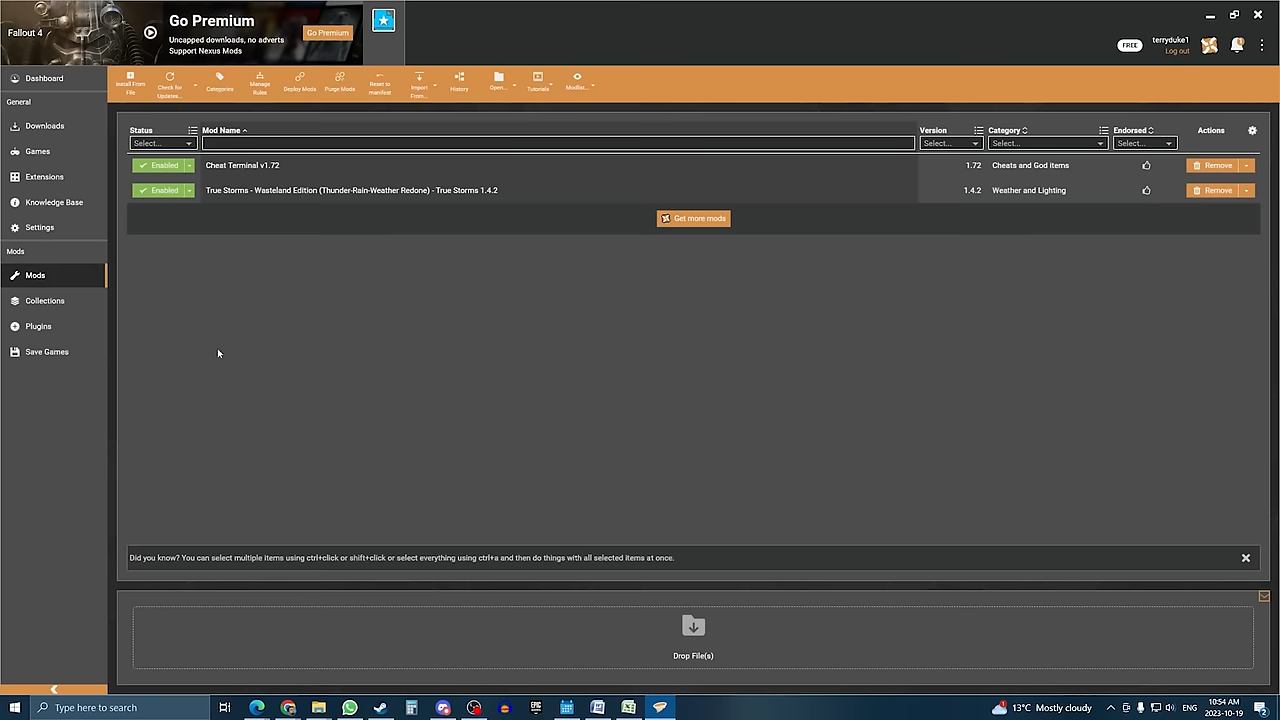 Fallout 4
Go Premium
Uncapped downloads, no adverts
Support Nexus Mods
Go Premium
FREE
terryduke1
Log out
Dashboard
General
Downloads
Games
Extensions
Knowledge Base
Settings
Mods
Mods
Collections
Plugins
Save Games
Install From
File
Check for
Updates...
Categories
Manage
Rules
Deploy Mods
Purge Mods
Reset to
manifest
Import
From...
History
Open...
Tutorials
Modlist...
Status
Mod Name
Version
Category
Endorsed
Actions
Select...
Select...
Select...
Select...
Enabled
Cheat Terminal v1.72
1.72
Cheats and God items
Remove
Enabled
True Storms - Wasteland Edition (Thunder-Rain-Weather Redone) - True Storms 1.4.2
1.4.2
Weather and Lighting
Remove
Get more mods
Did you know? You can select multiple items using ctrl+click or shift+click or select everything using ctrl+a and then do things with all selected items at once.
Drop File(s)
Type here to search
13°C Mostly cloudy
ENG
10:54 AM
2023-10-19